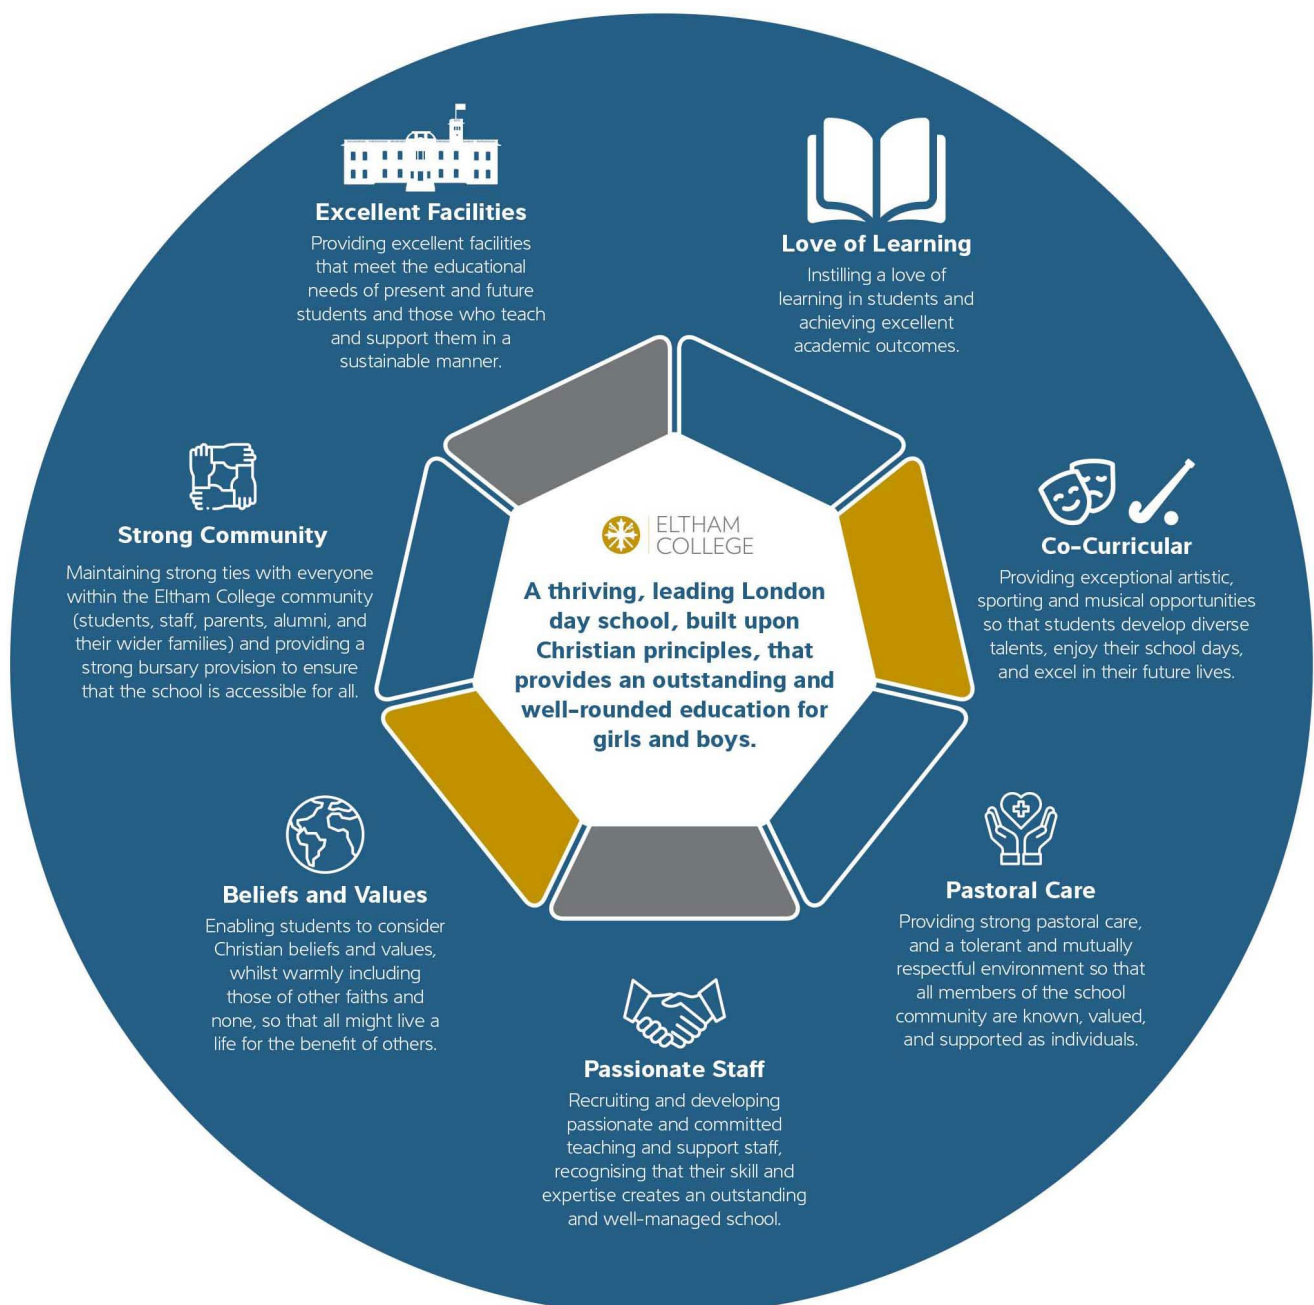 Excellent Facilities
Providing excellent facilities
that meet the educational
needs of present and future
students and those who teach
and support them in a
sustainable manner.
Love of Learning
Instilling a love of
learning in students and
achieving excellent
academic outcomes.
Strong Community
Maintaining strong ties with everyone
within the Eltham College community
(students, staff, parents, alumni, and
their wider families) and providing a
strong bursary provision to ensure
that the school is accessible for all.
ELTHAM
COLLEGE
A thriving, leading London
day school, built upon
Christian principles, that
provides an outstanding and
well-rounded education for
girls and boys.
Co-Curricular
Providing exceptional artistic,
sporting and musical opportunities
so that students develop diverse
talents, enjoy their school days,
and excel in their future lives.
Beliefs and Values
Enabling students to consider
Christian beliefs and values,
whilst warmly including
those of other faiths and
none, so that all might live a
life for the benefit of others.
Pastoral Care
Providing strong pastoral care,
and a tolerant and mutually
respectful environment so that
all members of the school
community are known, valued,
and supported as individuals.
Passionate Staff
Recruiting and developing
passionate and committed
teaching and support staff,
recognising that their skill and
expertise creates an outstanding
and well-managed school.